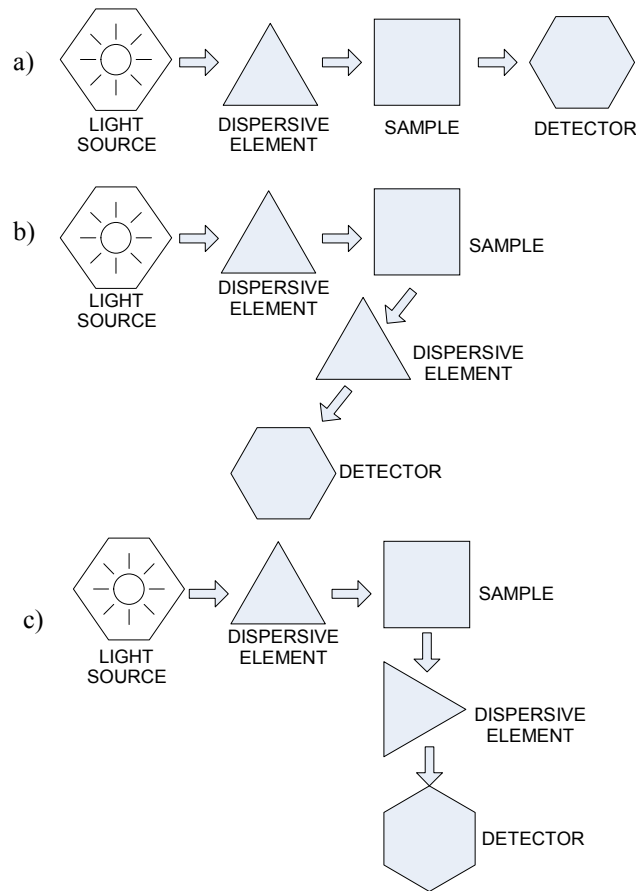 a)
LIGHT
SOURCE
DISPERSIVE
ELEMENT
SAMPLE
DETECTOR
b)
LIGHT
SOURCE
DISPERSIVE
ELEMENT
SAMPLE
DISPERSIVE
ELEMENT
DETECTOR
c)
LIGHT
SOURCE
DISPERSIVE
ELEMENT
SAMPLE
DISPERSIVE
ELEMENT
DETECTOR